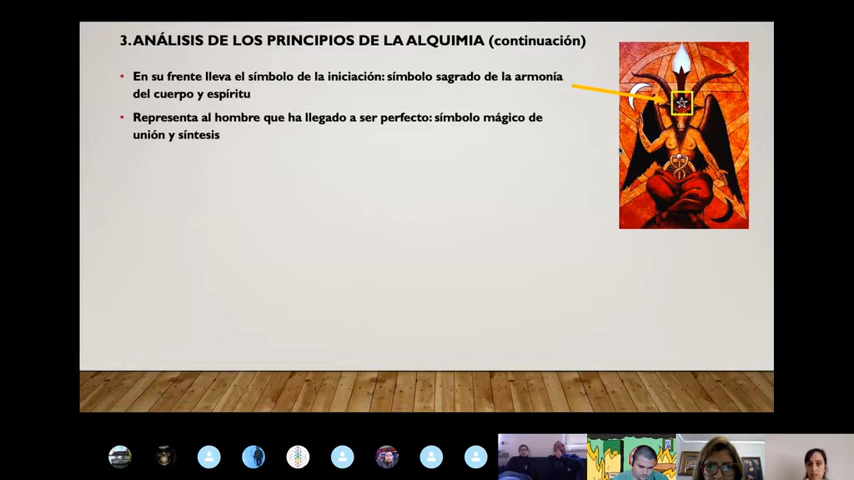 3. ANÁLISIS DE LOS PRINCIPIOS DE LA ALQUIMIA (continuación)
• En su frente lleva el símbolo de la iniciación: símbolo sagrado de la armonía
del cuerpo y espíritu
• Representa al hombre que ha llegado a ser perfecto: símbolo mágico de
unión y síntesis